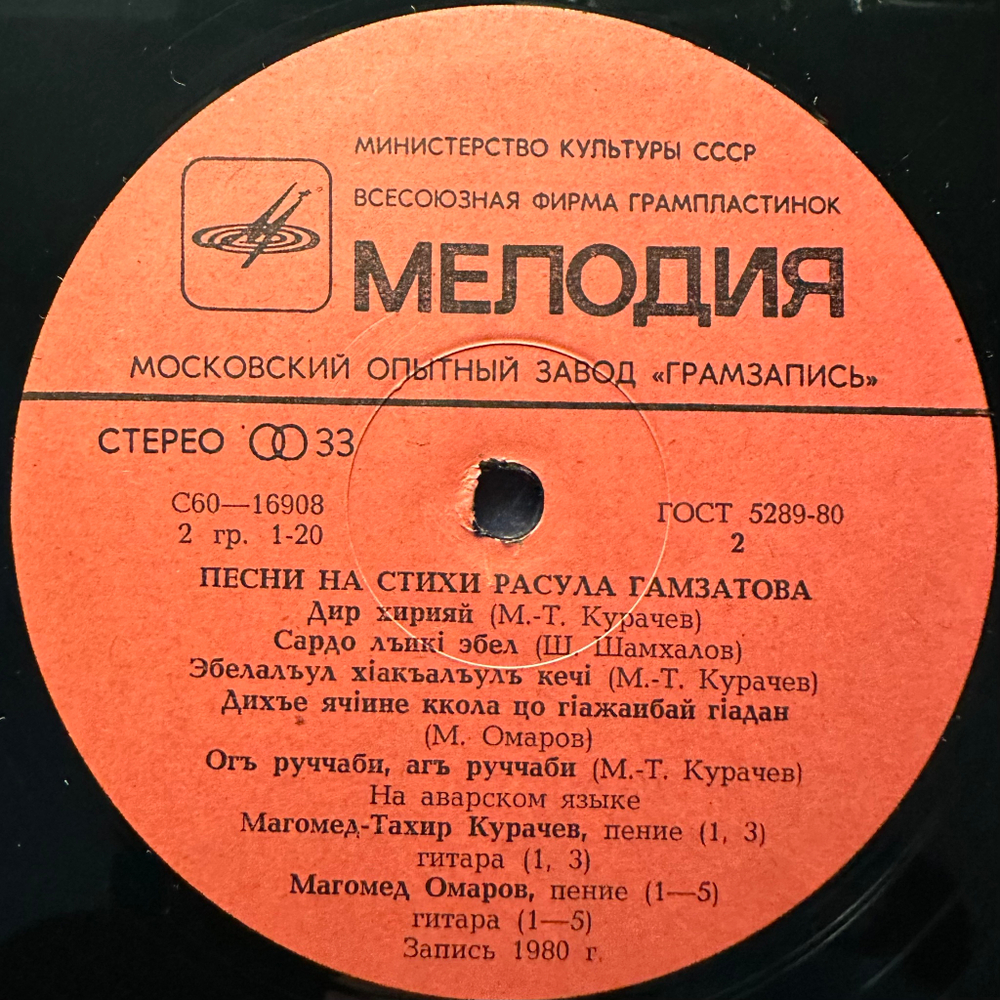 МИНИСТЕРСТВО КУЛЬТУРЫ СССР
ВСЕСОЮЗНАЯ ФИРМА ГРАМПЛАСТИНОК
МЕЛОДИЯ
МОСКОВСКИЙ ОПЫТНЫЙ ЗАВОД «ГРАМЗАПИСЬ»
СТЕРЕО 33
С60—16908
2 гр. 1-20
ГОСТ 5289-80
2
ПЕСНИ НА СТИХИ РАСУЛА ГАМЗАТОВА
Дир хирияй (М.-Т. Курачев)
Сардо лъикі эбел (Ш. Шамхалов)
Эбелалъул хіакъалъулъ кечі (М.-Т. Курачев)
Дихъе ячіине ккола цо гіажаибай гіадан
(М. Омаров)
Огъ руччаби, агъ руччаби (М.-Т. Курачев)
На аварском языке
Магомед-Тахир Курачев, пение (1, 3)
гитара (1, 3)
Магомед Омаров, пение (1—5)
гитара (1—5)
Запись 1980 г.